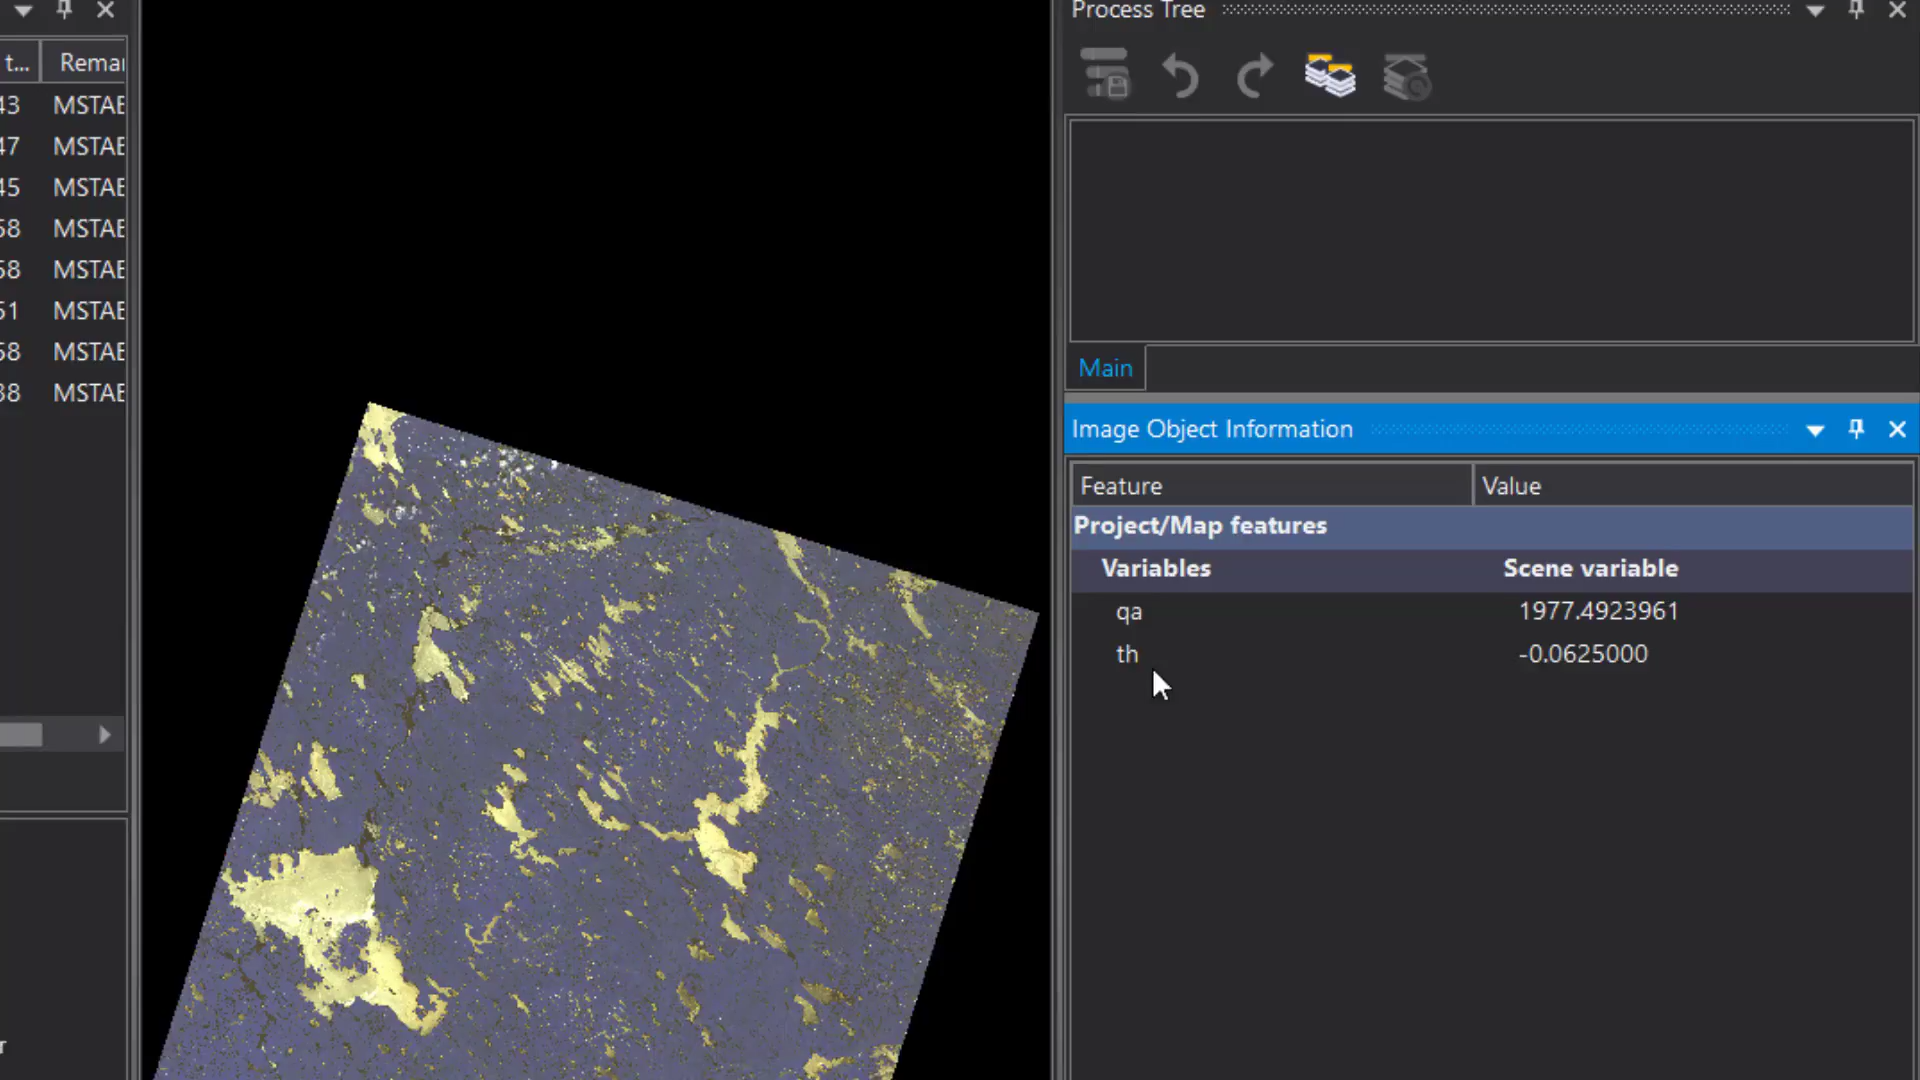 Process Tree
t... Remar
43 MSTAE
47 MSTAE
45 MSTAE
58 MSTAE
58 MSTAE
51 MSTAE
58 MSTAE
38 MSTAE
Main
Image Object Information
Feature Value
Project/Map features
Variables Scene variable
qa 1977.4923961
th -0.0625000
r